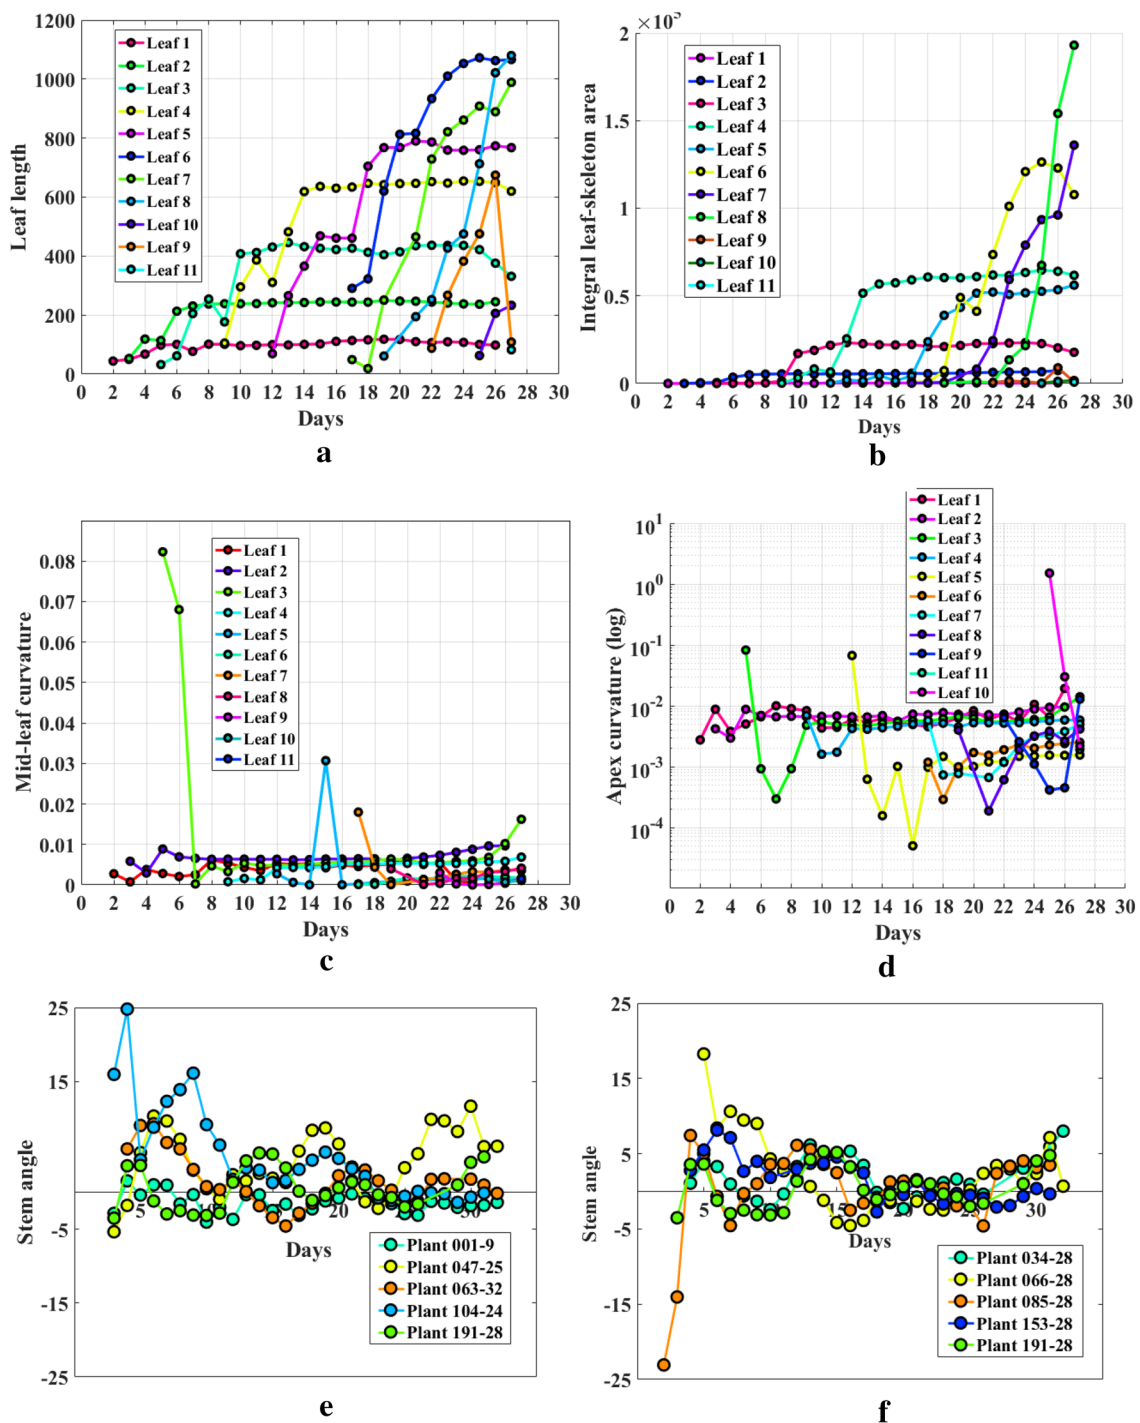 1200
1000
800
600
400
200
0
Leaf length
Leaf 1
Leaf 2
Leaf 3
Leaf 4
Leaf 5
Leaf 6
Leaf 7
Leaf 8
Leaf 10
Leaf 9
Leaf 11
0 2 4 6 8 10 12 14 16 18 20 22 24 26 28 30
Days
a
2
1.5
1
0.5
0
Integral leaf-skeleton area
Leaf 1
Leaf 2
Leaf 3
Leaf 4
Leaf 5
Leaf 6
Leaf 7
Leaf 8
Leaf 9
Leaf 10
Leaf 11
0 2 4 6 8 10 12 14 16 18 20 22 24 26 28 30
Days
b
0.08
0.07
0.06
0.05
0.04
0.03
0.02
0.01
0
Mid-leaf curvature
Leaf 1
Leaf 2
Leaf 3
Leaf 4
Leaf 5
Leaf 6
Leaf 7
Leaf 8
Leaf 9
Leaf 10
Leaf 11
0 2 4 6 8 10 12 14 16 18 20 22 24 26 28 30
Days
c
10¹
10⁰
10⁻¹
10⁻²
10⁻³
10⁻⁴
Apex curvature (log)
Leaf 1
Leaf 2
Leaf 3
Leaf 4
Leaf 5
Leaf 6
Leaf 7
Leaf 8
Leaf 9
Leaf 11
Leaf 10
0 2 4 6 8 10 12 14 16 18 20 22 24 26 28 30
Days
d
25
15
5
-5
-15
-25
Stem angle
5 20 30
Days
Plant 001-9
Plant 047-25
Plant 063-32
Plant 104-24
Plant 191-28
e
25
15
5
-5
-15
-25
Stem angle
5 15 30
Days
Plant 034-28
Plant 066-28
Plant 085-28
Plant 153-28
Plant 191-28
f